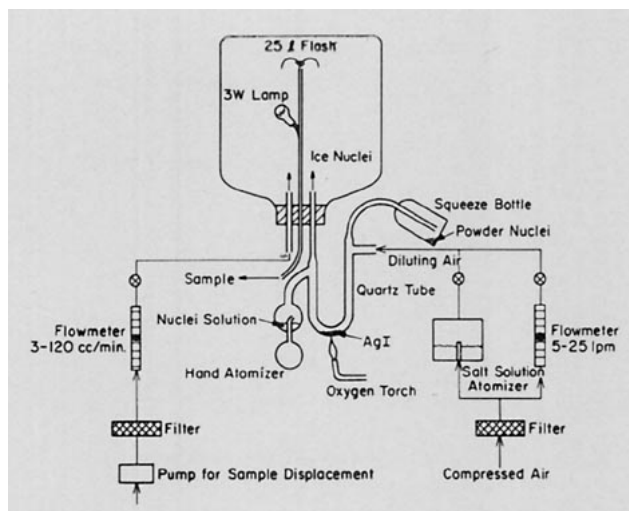 25 ℓ Flask
3W Lamp
Ice Nuclei
Squeeze Bottle
Powder Nuclei
Diluting Air
Sample
Quartz Tube
Nuclei Solution
Flowmeter
3-120 cc/min.
AgI
Flowmeter
5-25 lpm
Hand Atomizer
Salt Solution
Atomizer
Oxygen Torch
Filter
Filter
Pump for Sample Displacement
Compressed Air